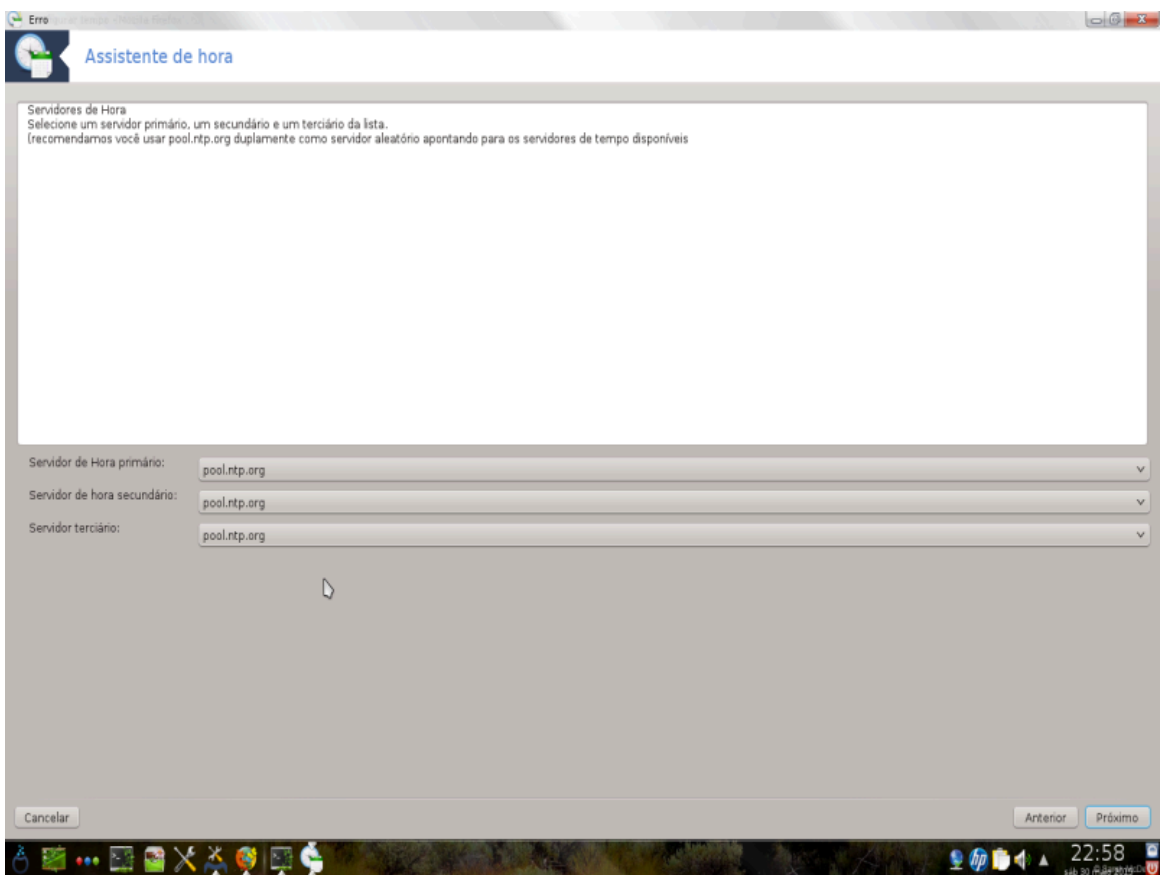 Erro
Assistente de hora
Servidores de Hora
Selecione um servidor primário, um secundário e um terciário da lista.
(recomendamos você usar pool.ntp.org duplamente como servidor aleatório apontando para os servidores de tempo disponíveis
Servidor de Hora primário:
pool.ntp.org
Servidor de hora secundário:
pool.ntp.org
Servidor terciário:
pool.ntp.org
Cancelar
Anterior
Próximo
hp
22:58
sáb 30